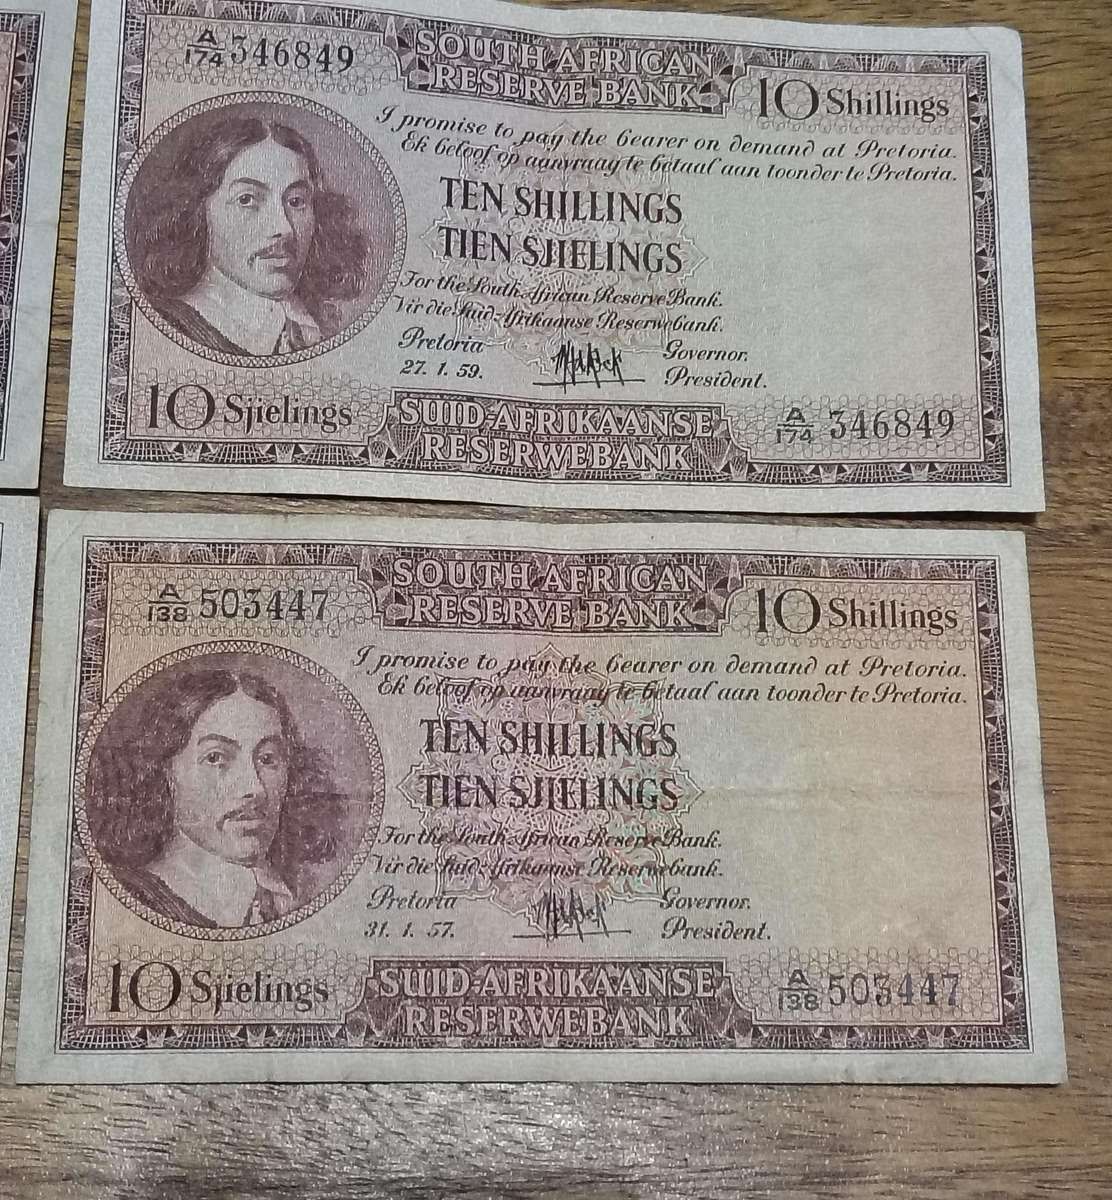 A/174 346849
SOUTH AFRICAN
RESERVE BANK
10 Shillings
I promise to pay the bearer on demand at Pretoria.
Ek beloof op aanvraag te betaal aan toonder te Pretoria.
TEN SHILLINGS
TIEN SJIELINGS
For the South African Reserve Bank.
Vir die Suid-Afrikaanse Reserwebank.
Pretoria
27. 1. 59.
Governor.
President.
10 Sjielings
SUID-AFRIKAANSE
RESERWEBANK
A/174 346849
A/138 503447
SOUTH AFRICAN
RESERVE BANK
10 Shillings
I promise to pay the bearer on demand at Pretoria.
Ek beloof op aanvraag te betaal aan toonder te Pretoria.
TEN SHILLINGS
TIEN SJIELINGS
For the South African Reserve Bank.
Vir die Suid-Afrikaanse Reserwebank.
Pretoria
31. 1. 57.
Governor.
President.
10 Sjielings
SUID-AFRIKAANSE
RESERWEBANK
A/138 503447